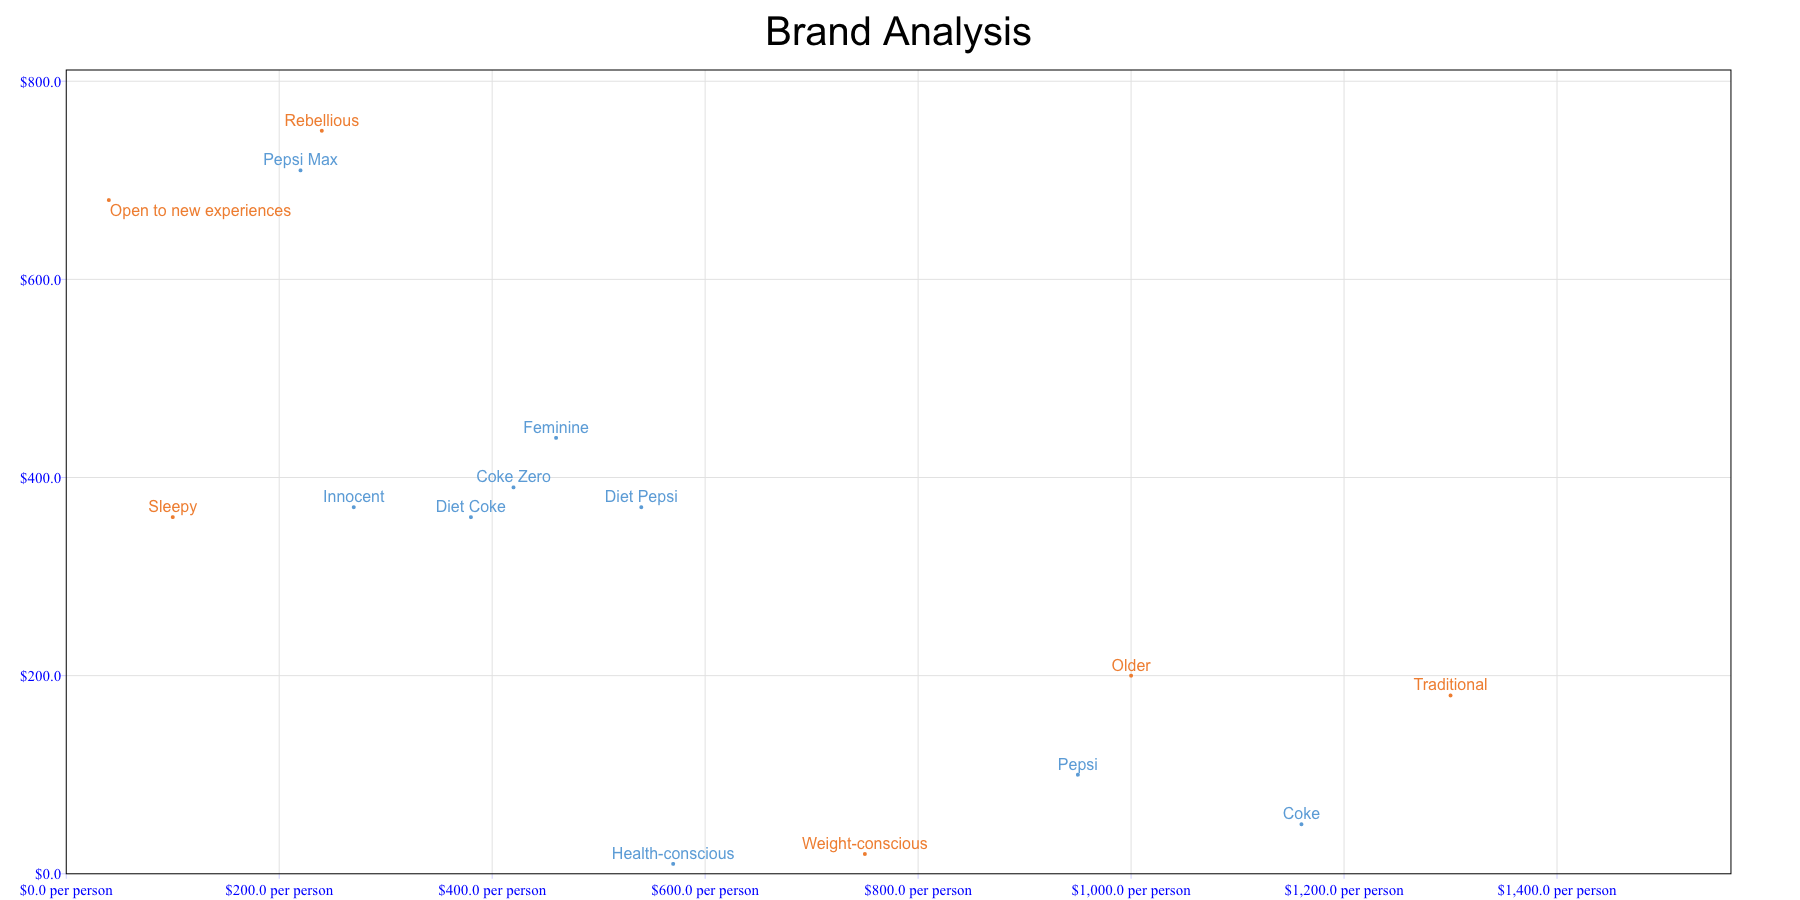 Brand Analysis
$800.0
Rebellious
Pepsi Max
Open to new experiences
$600.0
Feminine
$400.0
Coke Zero
Innocent
Diet Pepsi
Sleepy
Diet Coke
Older
$200.0
Traditional
Pepsi
Coke
Weight-conscious
Health-conscious
$0.0
$0.0 per person
$200.0 per person
$400.0 per person
$600.0 per person
$800.0 per person
$1,000.0 per person
$1,200.0 per person
$1,400.0 per person